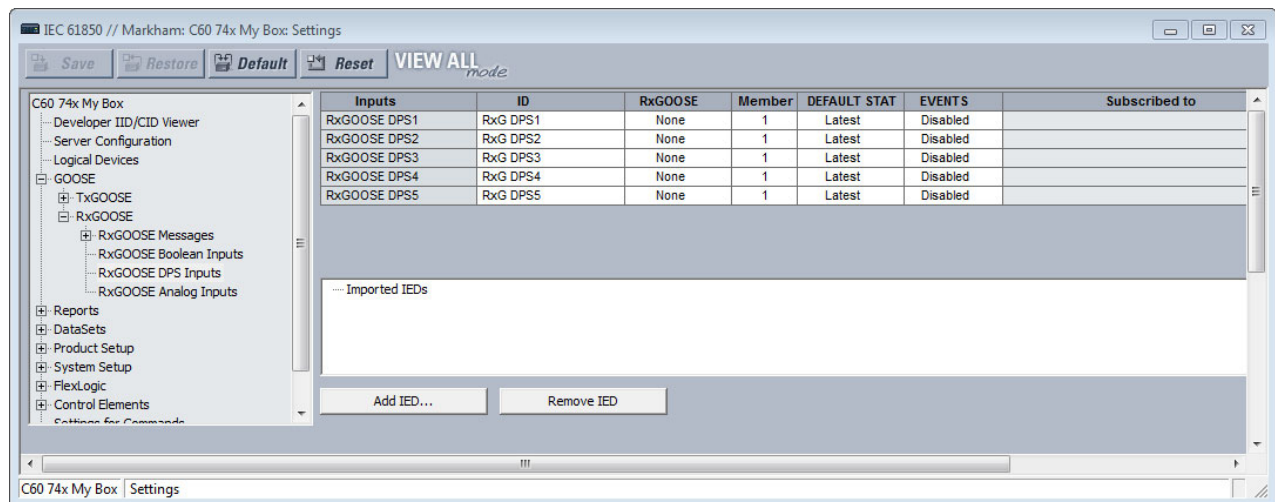 IEC 61850 // Markham: C60 74x My Box: Settings
Save Restore Default Reset VIEW ALL mode
C60 74x My Box
Developer IID/CID Viewer
Server Configuration
Logical Devices
GOOSE
TxGOOSE
RxGOOSE
RxGOOSE Messages
RxGOOSE Boolean Inputs
RxGOOSE DPS Inputs
RxGOOSE Analog Inputs
Reports
DataSets
Product Setup
System Setup
FlexLogic
Control Elements
Settings for Commands
Inputs ID RxGOOSE Member DEFAULT STAT EVENTS Subscribed to
RxGOOSE DPS1 RxG DPS1 None 1 Latest Disabled
RxGOOSE DPS2 RxG DPS2 None 1 Latest Disabled
RxGOOSE DPS3 RxG DPS3 None 1 Latest Disabled
RxGOOSE DPS4 RxG DPS4 None 1 Latest Disabled
RxGOOSE DPS5 RxG DPS5 None 1 Latest Disabled
Imported IEDs
Add IED... Remove IED
C60 74x My Box Settings